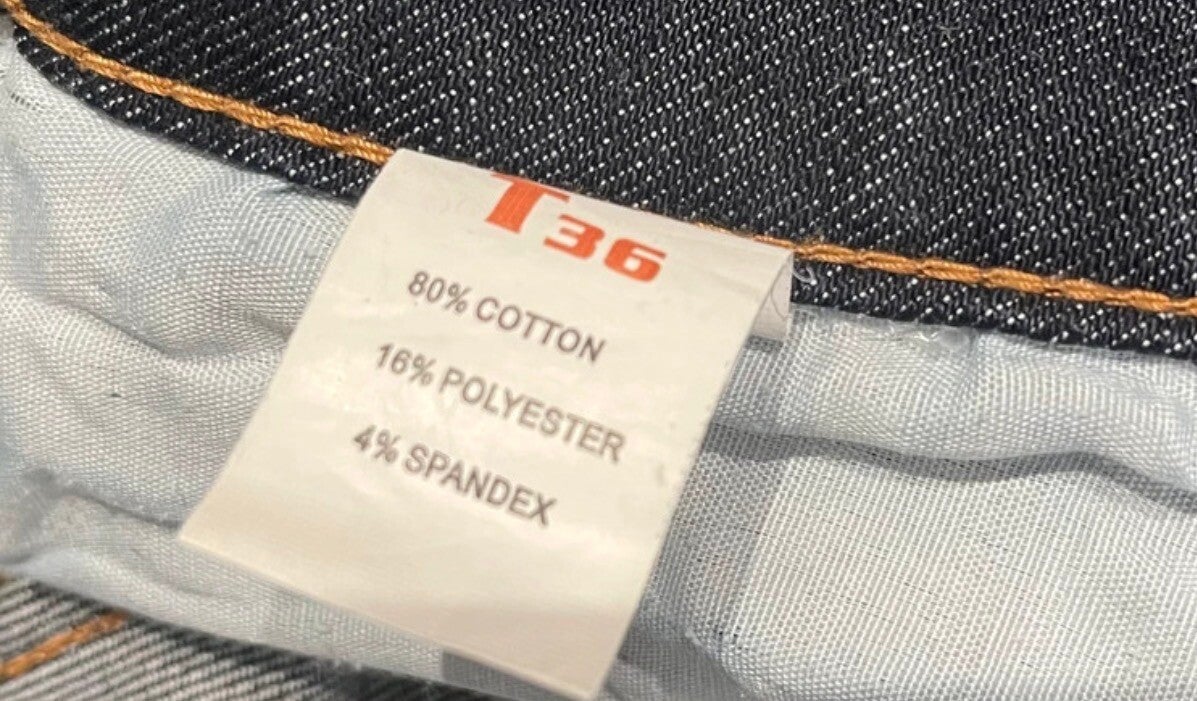 T36
80% COTTON
16% POLYESTER
4% SPANDEX